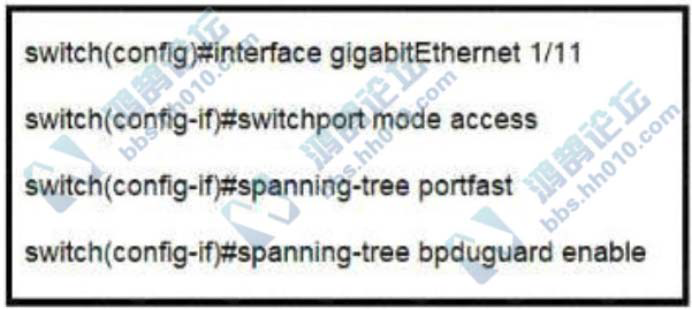 switch(config)#interface gigabitEthernet 1/11
switch(config-if)#switchport mode access
switch(config-if)#spanning-tree portfast
switch(config-if)#spanning-tree bpduguard enable
鸿鹄论坛
bbs.hh010.com
鸿鹄论坛
bbs.hh010.com
鸿鹄论坛
bbs.hh010.com